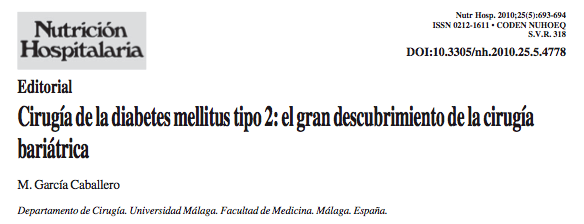 Nutrición
Hospitalaria
Nutr Hosp. 2010;25(5):693-694
ISSN 0212-1611 • CODEN NUHOEQ
S.V.R. 318
DOI:10.3305/nh.2010.25.5.4778
Editorial
Cirugía de la diabetes mellitus tipo 2: el gran descubrimiento de la cirugía
bariátrica
M. García Caballero
Departamento de Cirugía. Universidad Málaga. Facultad de Medicina. Málaga. España.